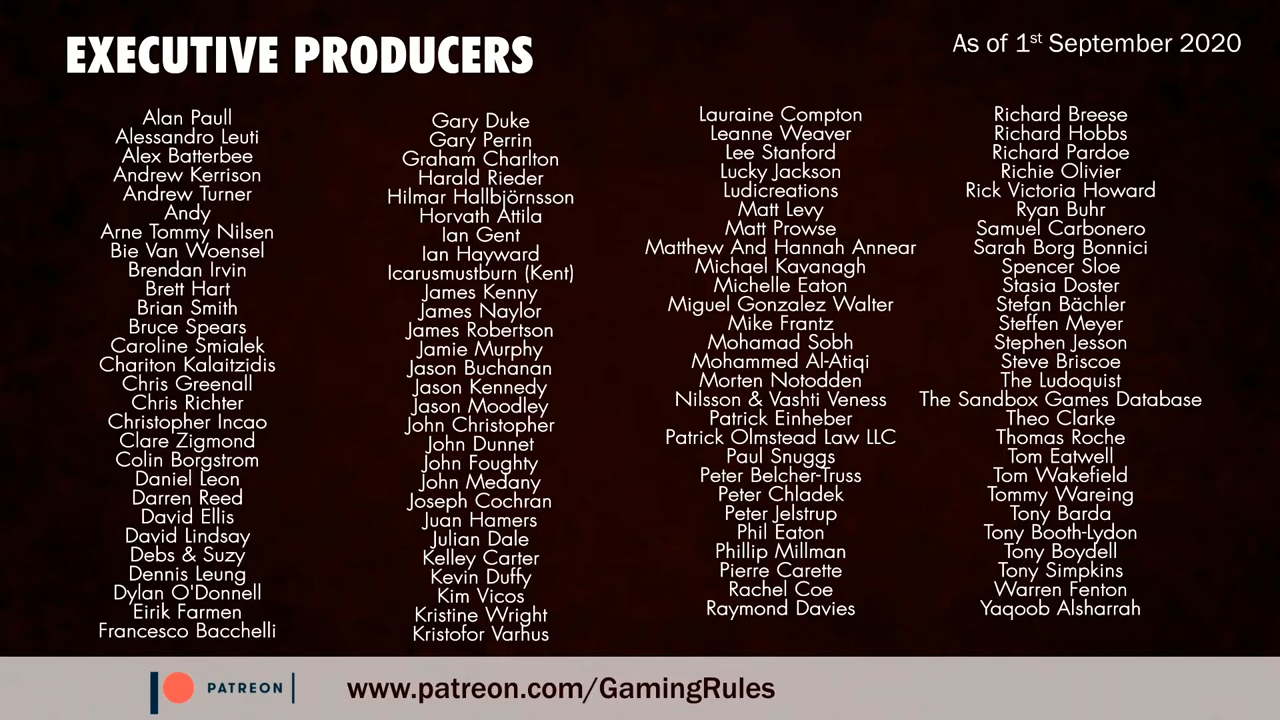 EXECUTIVE PRODUCERS
As of 1st September 2020
Alan Paull
Alessandro Leuti
Alex Batterbee
Andrew Kerrison
Andrew Turner
Andy
Arne Tommy Nilsen
Bie Van Woensel
Brendan Irvin
Brett Hart
Brian Smith
Bruce Spears
Caroline Smialek
Chariton Kalaitzidis
Chris Greenall
Chris Richter
Christopher Incao
Clare Zigmond
Colin Borgstrom
Daniel Leon
Darren Reed
David Ellis
David Lindsay
Debs & Suzy
Dennis Leung
Dylan O'Donnell
Eirik Farmen
Francesco Bacchelli
Gary Duke
Gary Perrin
Graham Charlton
Harald Rieder
Hilmar Hallbjörnsson
Horvath Attila
Ian Gent
Ian Hayward
Icarusmustburn (Kent)
James Kenny
James Naylor
James Robertson
Jamie Murphy
Jason Buchanan
Jason Kennedy
Jason Moodley
John Christopher
John Dunnet
John Foughty
John Medany
Joseph Cochran
Juan Hamers
Julian Dale
Kelley Carter
Kevin Duffy
Kim Vicos
Kristine Wright
Kristofor Varhus
Lauraine Compton
Leanne Weaver
Lee Stanford
Lucky Jackson
Ludicreations
Matt Levy
Matt Prowse
Matthew And Hannah Annear
Michael Kavanagh
Michelle Eaton
Miguel Gonzalez Walter
Mike Frantz
Mohamad Sobh
Mohammed Al-Atiqi
Morten Notodden
Nilsson & Vashti Veness
Patrick Einheber
Patrick Olmstead Law LLC
Paul Snuggs
Peter Belcher-Truss
Peter Chladek
Peter Jelstrup
Phil Eaton
Phillip Millman
Pierre Carette
Rachel Coe
Raymond Davies
Richard Breese
Richard Hobbs
Richard Pardoe
Richie Olivier
Rick Victoria Howard
Ryan Buhr
Samuel Carbonero
Sarah Borg Bonnici
Spencer Sloe
Stasia Doster
Stefan Bächler
Steffen Meyer
Stephen Jesson
Steve Briscoe
The Ludoquist
The Sandbox Games Database
Theo Clarke
Thomas Roche
Tom Eatwell
Tom Wakefield
Tommy Wareing
Tony Barda
Tony Booth-Lydon
Tony Boydell
Tony Simpkins
Warren Fenton
Yaqoob Alsharrah
PATREON
www.patreon.com/GamingRules